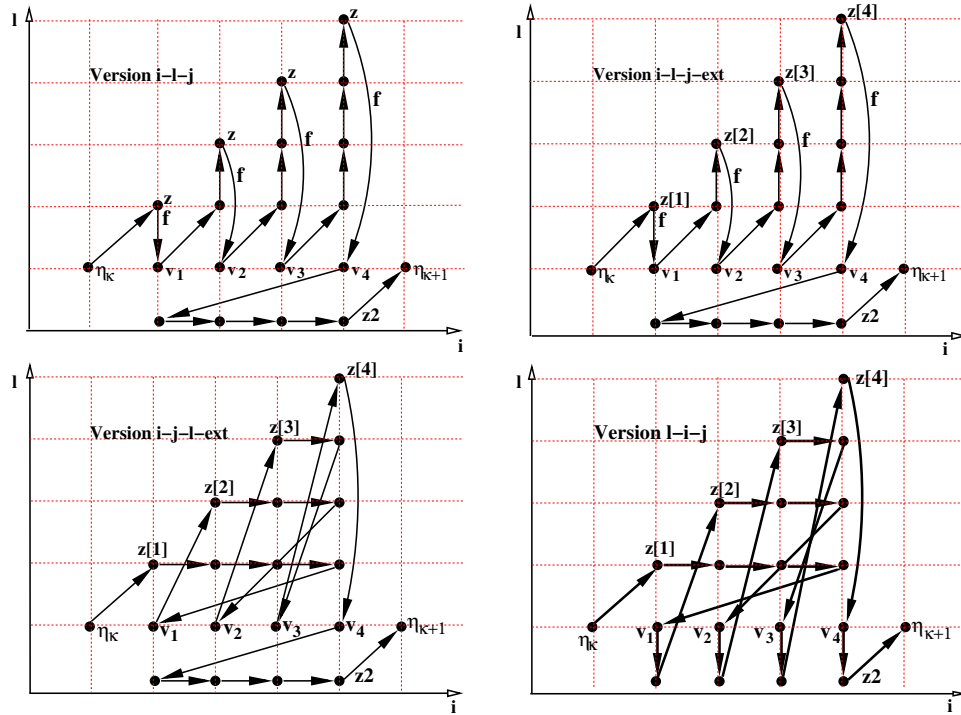 l
Version i-l-j
z
z
z
z
f
f
f
f
ηκ
v1
v2
v3
v4
ηκ+1
z2
i
l
Version i-l-j-ext
z[4]
z[3]
z[2]
z[1]
f
f
f
f
ηκ
v1
v2
v3
v4
ηκ+1
z2
i
l
Version i-j-l-ext
z[4]
z[3]
z[2]
z[1]
ηκ
v1
v2
v3
v4
ηκ+1
z2
i
l
Version l-i-j
z[4]
z[3]
z[2]
z[1]
ηκ
v1
v2
v3
v4
ηκ+1
z2
i